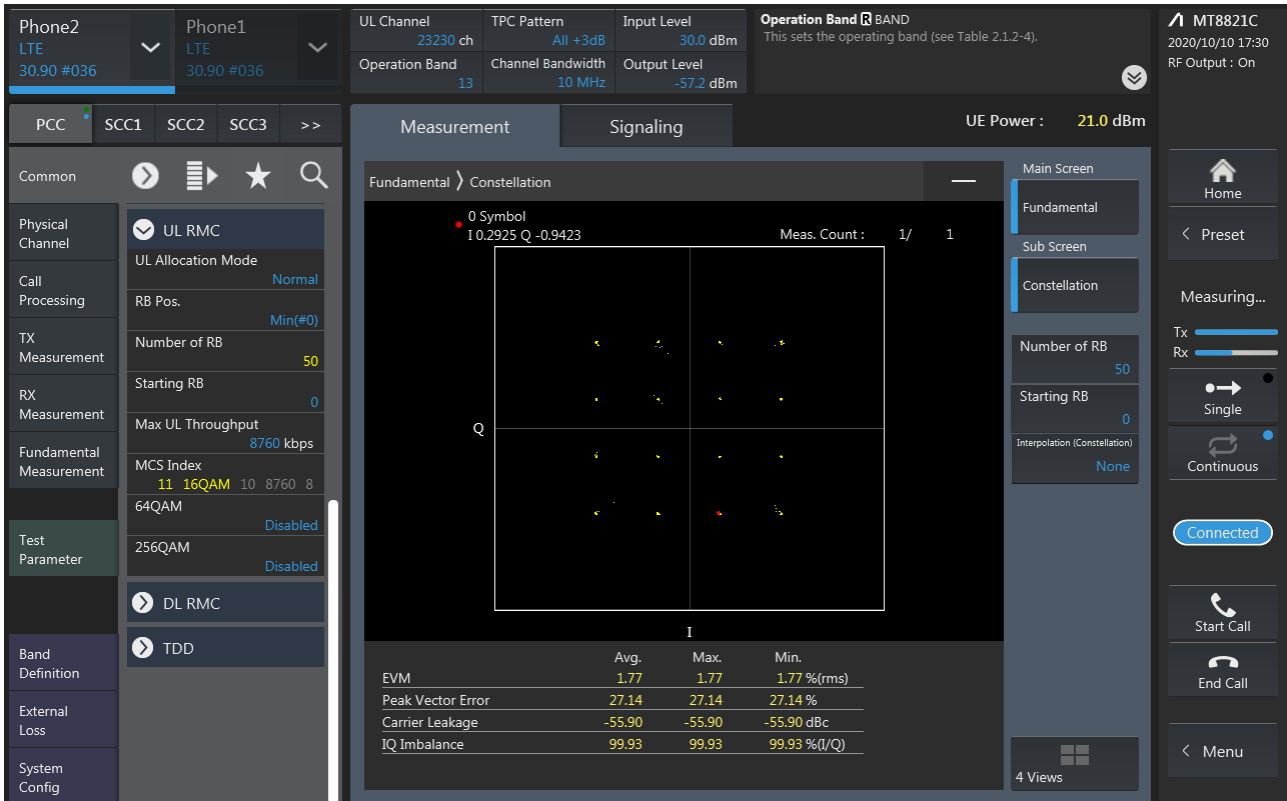 Phone2
LTE
30.90 #036
Phone1
LTE
30.90 #036
UL Channel
23230 ch
TPC Pattern
All +3dB
Input Level
30.0 dBm
Operation Band
13
Channel Bandwidth
10 MHz
Output Level
-57.2 dBm
Operation Band R BAND
This sets the operating band (see Table 2.1.2-4).
MT8821C
2020/10/10 17:30
RF Output : On
PCC SCC1 SCC2 SCC3 >>
Measurement
Signaling
UE Power : 21.0 dBm
Common
Physical
Channel
Call
Processing
TX
Measurement
RX
Measurement
Fundamental
Measurement
Test
Parameter
Band
Definition
External
Loss
System
Config
UL RMC
UL Allocation Mode
Normal
RB Pos.
Min(#0)
Number of RB
50
Starting RB
0
Max UL Throughput
8760 kbps
MCS Index
11 16QAM 10 8760 8
64QAM
Disabled
256QAM
Disabled
DL RMC
TDD
Fundamental 〉 Constellation
0 Symbol
I 0.2925 Q -0.9423
Meas. Count : 1/ 1
Q
I
Avg. Max. Min.
EVM 1.77 1.77 1.77 %(rms)
Peak Vector Error 27.14 27.14 27.14 %
Carrier Leakage -55.90 -55.90 -55.90 dBc
IQ Imbalance 99.93 99.93 99.93 %(I/Q)
Main Screen
Fundamental
Sub Screen
Constellation
Number of RB
50
Starting RB
0
Interpolation (Constellation)
None
4 Views
Home
< Preset
Measuring...
Tx
Rx
Single
Continuous
Connected
Start Call
End Call
< Menu